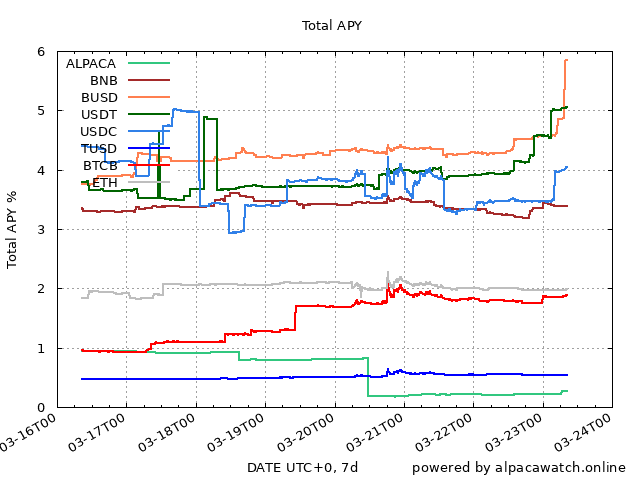 Total APY
Total APY %
6
5
4
3
2
1
0
ALPACA
BNB
BUSD
USDT
USDC
TUSD
BTCB
ETH
03-16T00
03-17T00
03-18T00
03-19T00
03-20T00
03-21T00
03-22T00
03-23T00
03-24T00
DATE UTC+0, 7d
powered by alpacawatch.online